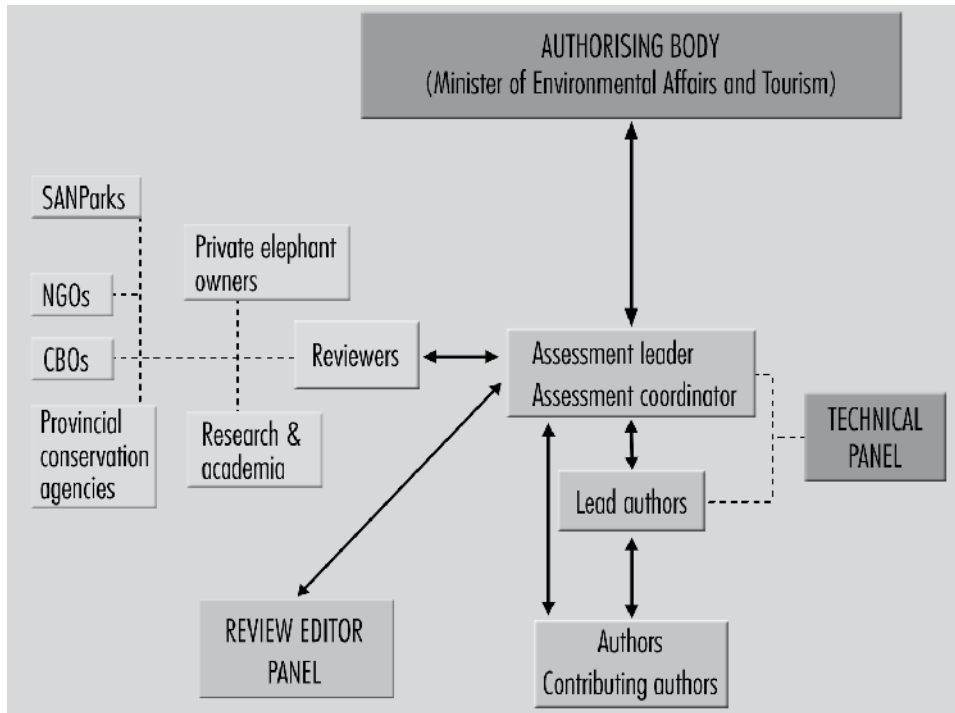 AUTHORISING BODY
(Minister of Environmental Affairs and Tourism)
SANParks
NGOs
CBOs
Provincial
conservation
agencies
Private elephant
owners
Research &
academia
Reviewers
Assessment leader
Assessment coordinator
TECHNICAL
PANEL
Lead authors
REVIEW EDITOR
PANEL
Authors
Contributing authors